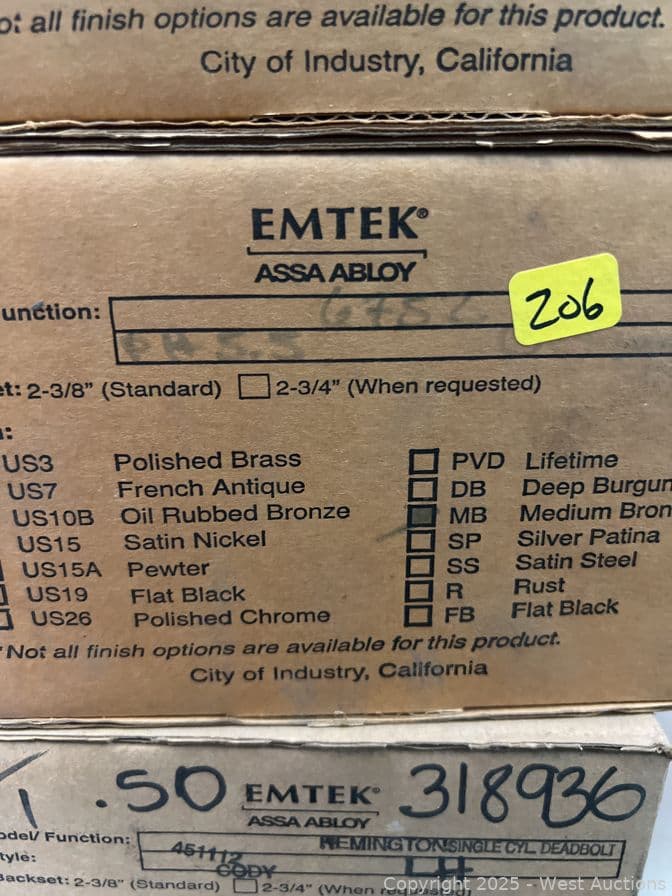 ot all finish options are available for this product.
City of Industry, California
EMTEK®
ASSA ABLOY
unction:
206
et: 2-3/8" (Standard) 2-3/4" (When requested)
n:
US3 Polished Brass PVD Lifetime
US7 French Antique DB Deep Burgun
US10B Oil Rubbed Bronze MB Medium Bron
US15 Satin Nickel SP Silver Patina
US15A Pewter SS Satin Steel
US19 Flat Black R Rust
US26 Polished Chrome FB Flat Black
*Not all finish options are available for this product.
City of Industry, California
.50 EMTEK® 318936
ASSA ABLOY
odel/ Function: REMINGTON SINGLE CYL. DEADBOLT
tyle: 451112 LH
CODY
Backset: 2-3/8" (Standard) 2-3/4" (When
Copyright 2025 - West Auctions